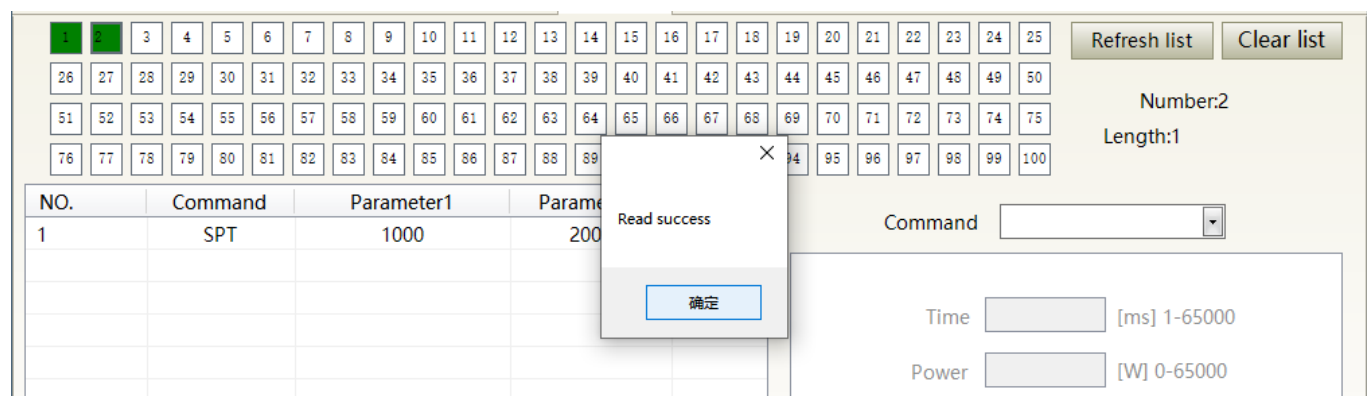 1 2 3 4 5 6 7 8 9 10 11 12 13 14 15 16 17 18 19 20 21 22 23 24 25 Refresh list Clear list
26 27 28 29 30 31 32 33 34 35 36 37 38 39 40 41 42 43 44 45 46 47 48 49 50
Number:2
51 52 53 54 55 56 57 58 59 60 61 62 63 64 65 66 67 68 69 70 71 72 73 74 75
Length:1
76 77 78 79 80 81 82 83 84 85 86 87 88 89 94 95 96 97 98 99 100
NO. Command Parameter1 Parame
Read success
Command
1 SPT 1000 200
确定
Time [ms] 1-65000
Power [W] 0-65000